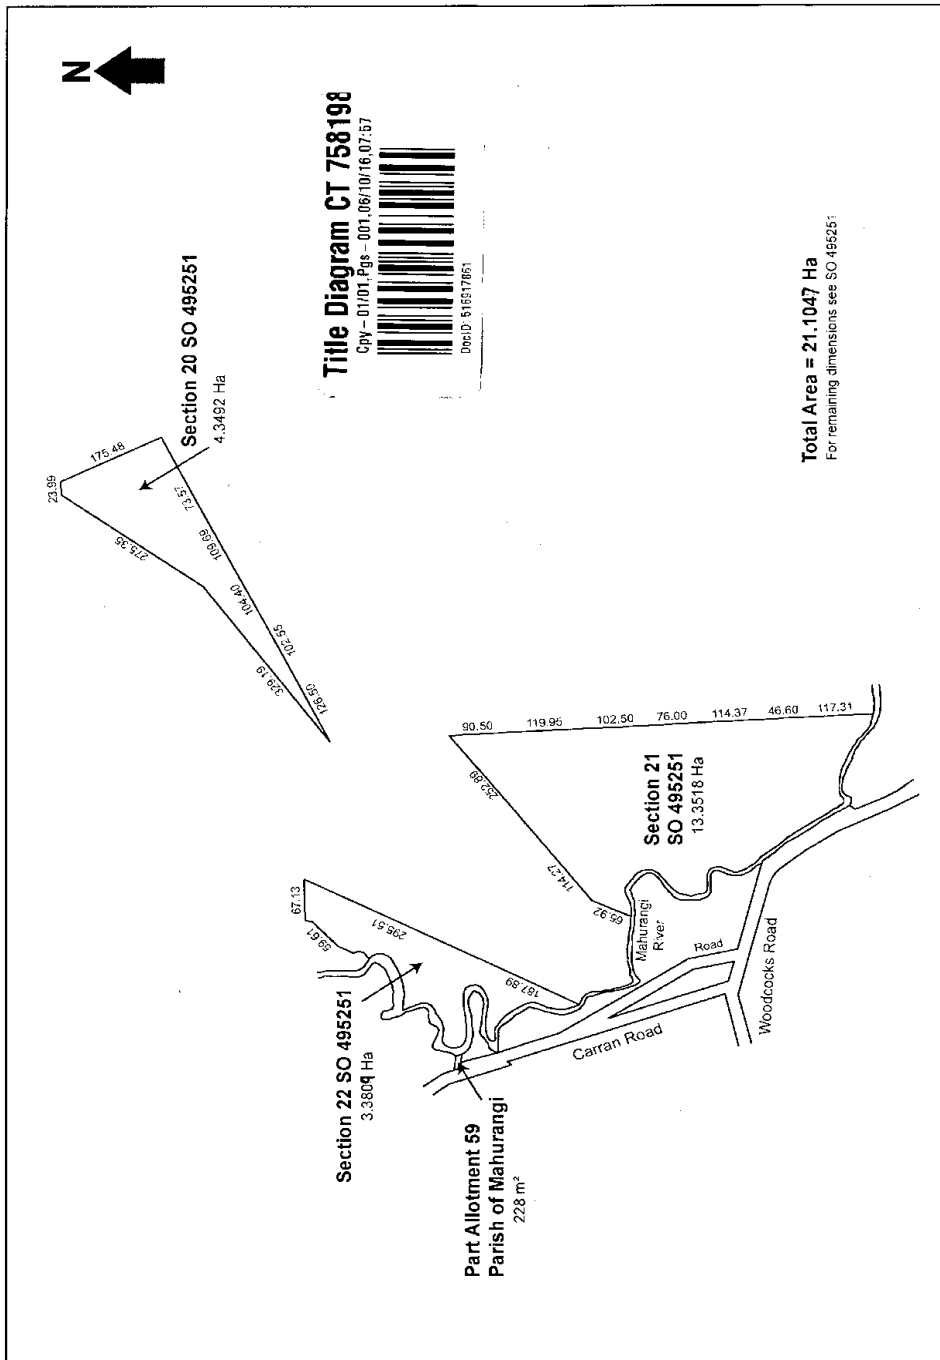 N
Title Diagram CT 758198
Cpy - 01/01, Pgs - 001, 06/10/16, 07:57
DocID: 516917861
Section 20 SO 495251
4.3492 Ha
23.99
175.48
275.35
73.57
109.69
104.40
102.55
126.50
329.19
Section 22 SO 495251
3.3809 Ha
67.13
59.61
295.51
187.89
Part Allotment 59
Parish of Mahurangi
228 m²
Section 21
SO 495251
13.3518 Ha
90.50
119.95
102.50
76.00
114.37
46.60
117.31
252.89
114.27
65.92
Mahurangi
River
Road
Carran Road
Woodcocks Road
Total Area = 21.1047 Ha
For remaining dimensions see SO 495251